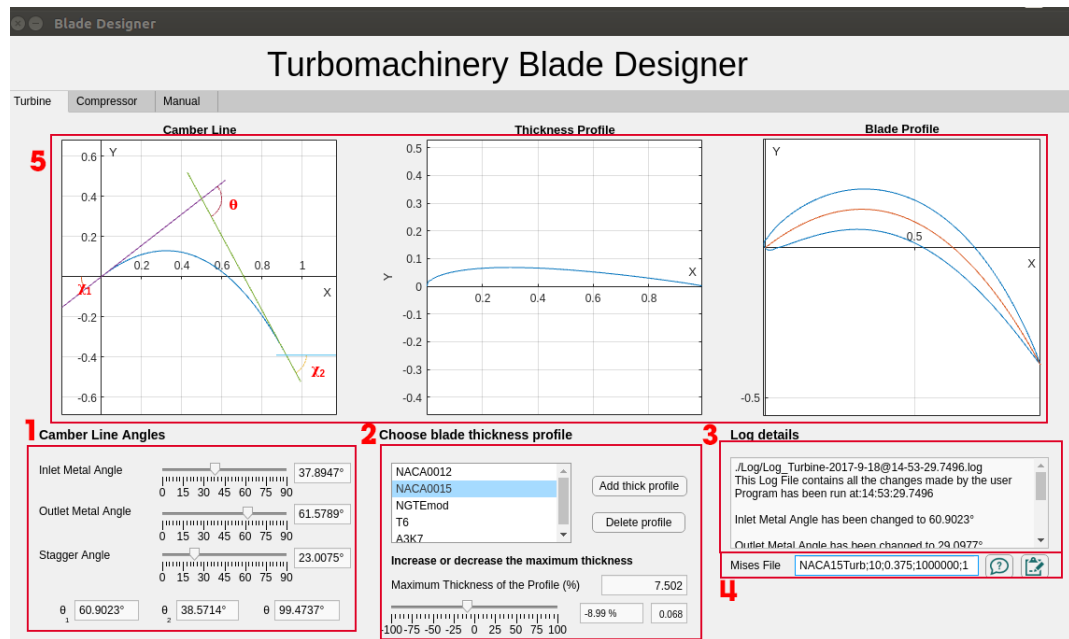 Blade Designer
Turbomachinery Blade Designer
Turbine Compressor Manual
Camber Line
Thickness Profile
Blade Profile
5
0.6
Y
0.4
0.2
0.2 0.4 0.6 0.8 1
X
-0.2
-0.4
-0.6
θ
χ1
χ2
0.5
0.4
0.3
0.2
0.1
0
-0.1
-0.2
-0.3
-0.4
Y
X
0.2 0.4 0.6 0.8
Y
0.5
X
-0.5
1
Camber Line Angles
Inlet Metal Angle
37.8947°
0 15 30 45 60 75 90
Outlet Metal Angle
61.5789°
0 15 30 45 60 75 90
Stagger Angle
23.0075°
0 15 30 45 60 75 90
θ1 60.9023° θ2 38.5714° θ 99.4737°
2
Choose blade thickness profile
NACA0012
NACA0015
NGTEmod
T6
A3K7
Add thick profile
Delete profile
Increase or decrease the maximum thickness
Maximum Thickness of the Profile (%)
7.502
-100 -75 -50 -25 0 25 50 75 100
-8.99 %
0.068
3
Log details
./Log/Log_Turbine-2017-9-18@14-53-29.7496.log
This Log File contains all the changes made by the user
Program has been run at:14:53:29.7496
Inlet Metal Angle has been changed to 60.9023°
Outlet Metal Angle has been changed to 29.0977°
Mises File
NACA15Turb;10;0.375;1000000;1
4